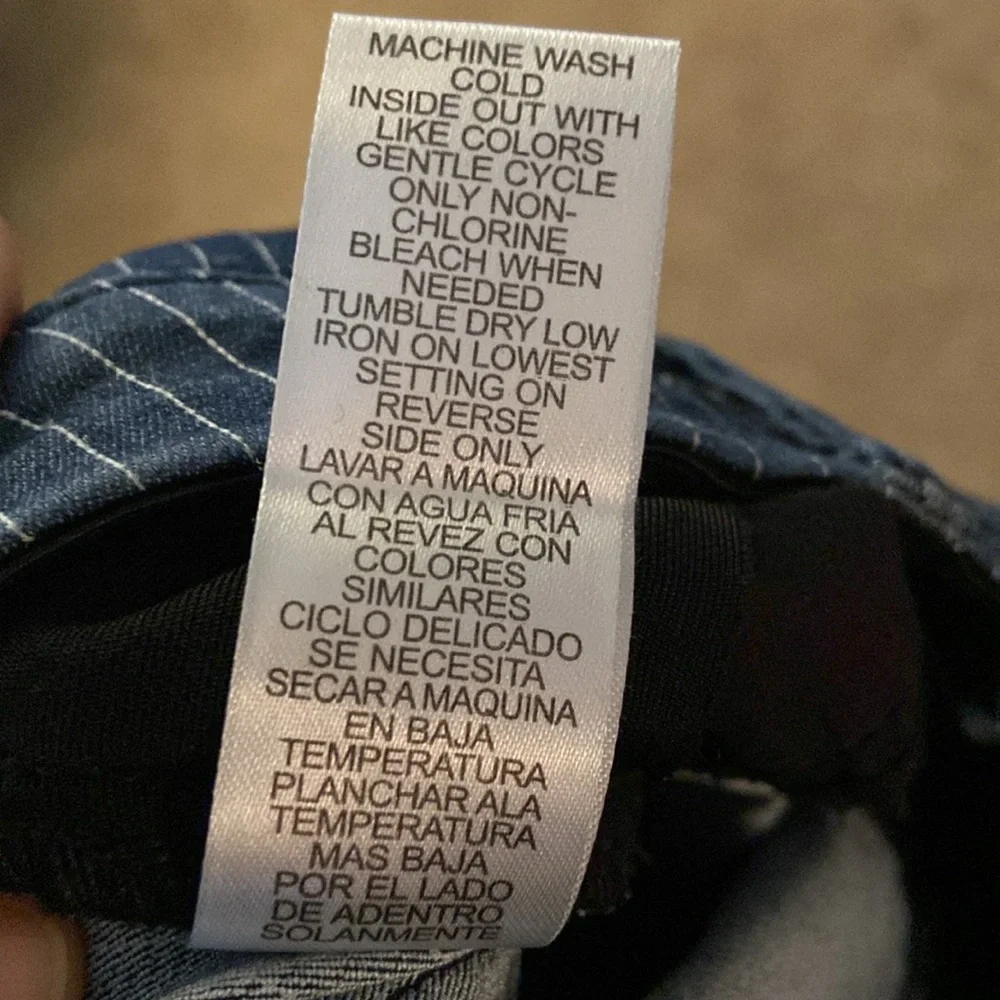 MACHINE WASH
COLD
INSIDE OUT WITH
LIKE COLORS
GENTLE CYCLE
ONLY NON-
CHLORINE
BLEACH WHEN
NEEDED
TUMBLE DRY LOW
IRON ON LOWEST
SETTING ON
REVERSE
SIDE ONLY
LAVAR A MAQUINA
CON AGUA FRIA
AL REVEZ CON
COLORES
SIMILARES
CICLO DELICADO
SE NECESITA
SECAR A MAQUINA
EN BAJA
TEMPERATURA
PLANCHAR ALA
TEMPERATURA
MAS BAJA
POR EL LADO
DE ADENTRO
SOLANMENTE